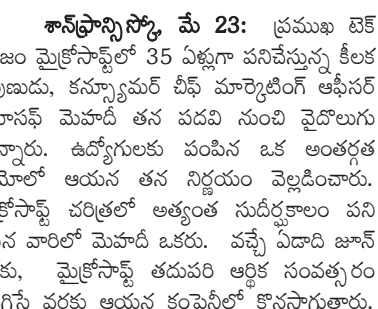 శాన్‌ఫ్రాన్సిస్కో, మే 23: ప్రముఖ టెక్
జం మైక్రోసాఫ్ట్‌లో 35 ఏళ్లుగా పనిచేస్తున్న కీలక
పుణుడు, కన్స్యూమర్ చీఫ్ మార్కెటింగ్ ఆఫీసర్
సూసఫ్ మెహదీ తన పదవి నుంచి వైదొలుగు
న్నారు. ఉద్యోగులకు పంపిన ఒక అంతర్గత
మోలో ఆయన తన నిర్ణయం వెల్లడించారు.
క్రోసాఫ్ట్ చరిత్రలో అత్యంత సుదీర్ఘకాలం పని
సిన వారిలో మెహదీ ఒకరు. వచ్చే ఏడాది జూన్
కు, మైక్రోసాఫ్ట్ తదుపరి ఆర్థిక సంవత్సరం
గిసే వరకు ఆయన కంపెనీలో కొనసాగుతారు.